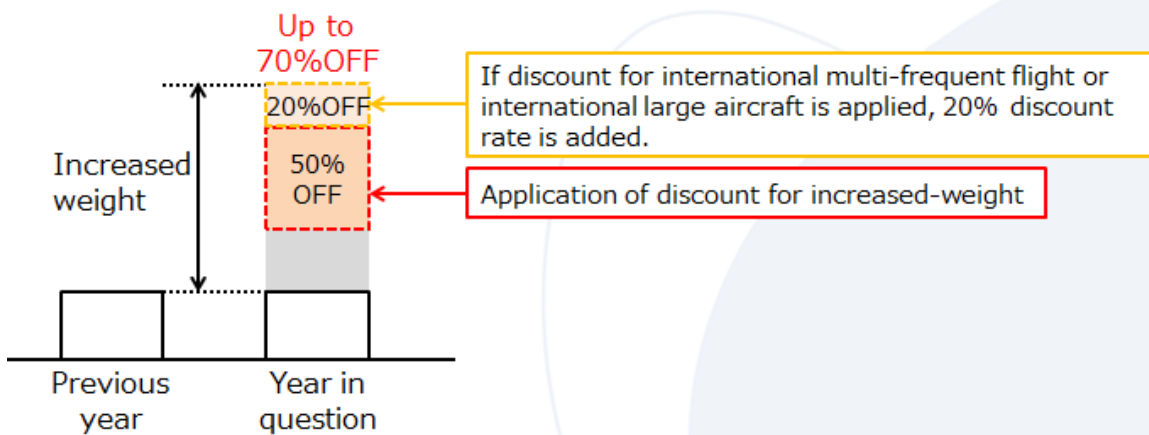 Up to
70%OFF
20%OFF
If discount for international multi-frequent flight or
international large aircraft is applied, 20% discount
rate is added.
Increased
weight
50%
OFF
Application of discount for increased-weight
Previous
year
Year in
question